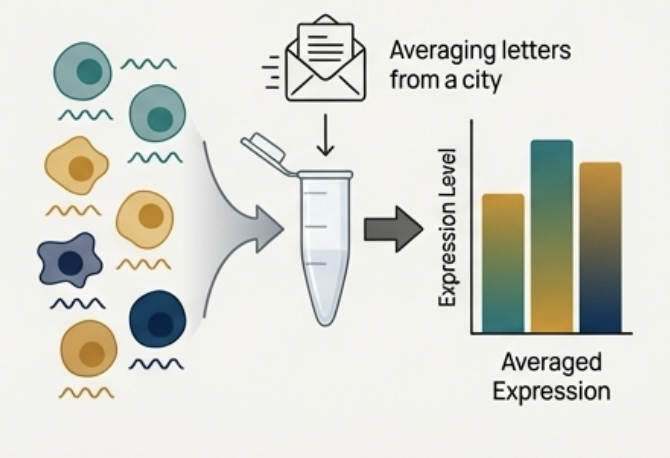 Averaging letters
from a city
Expression Level
Averaged
Expression